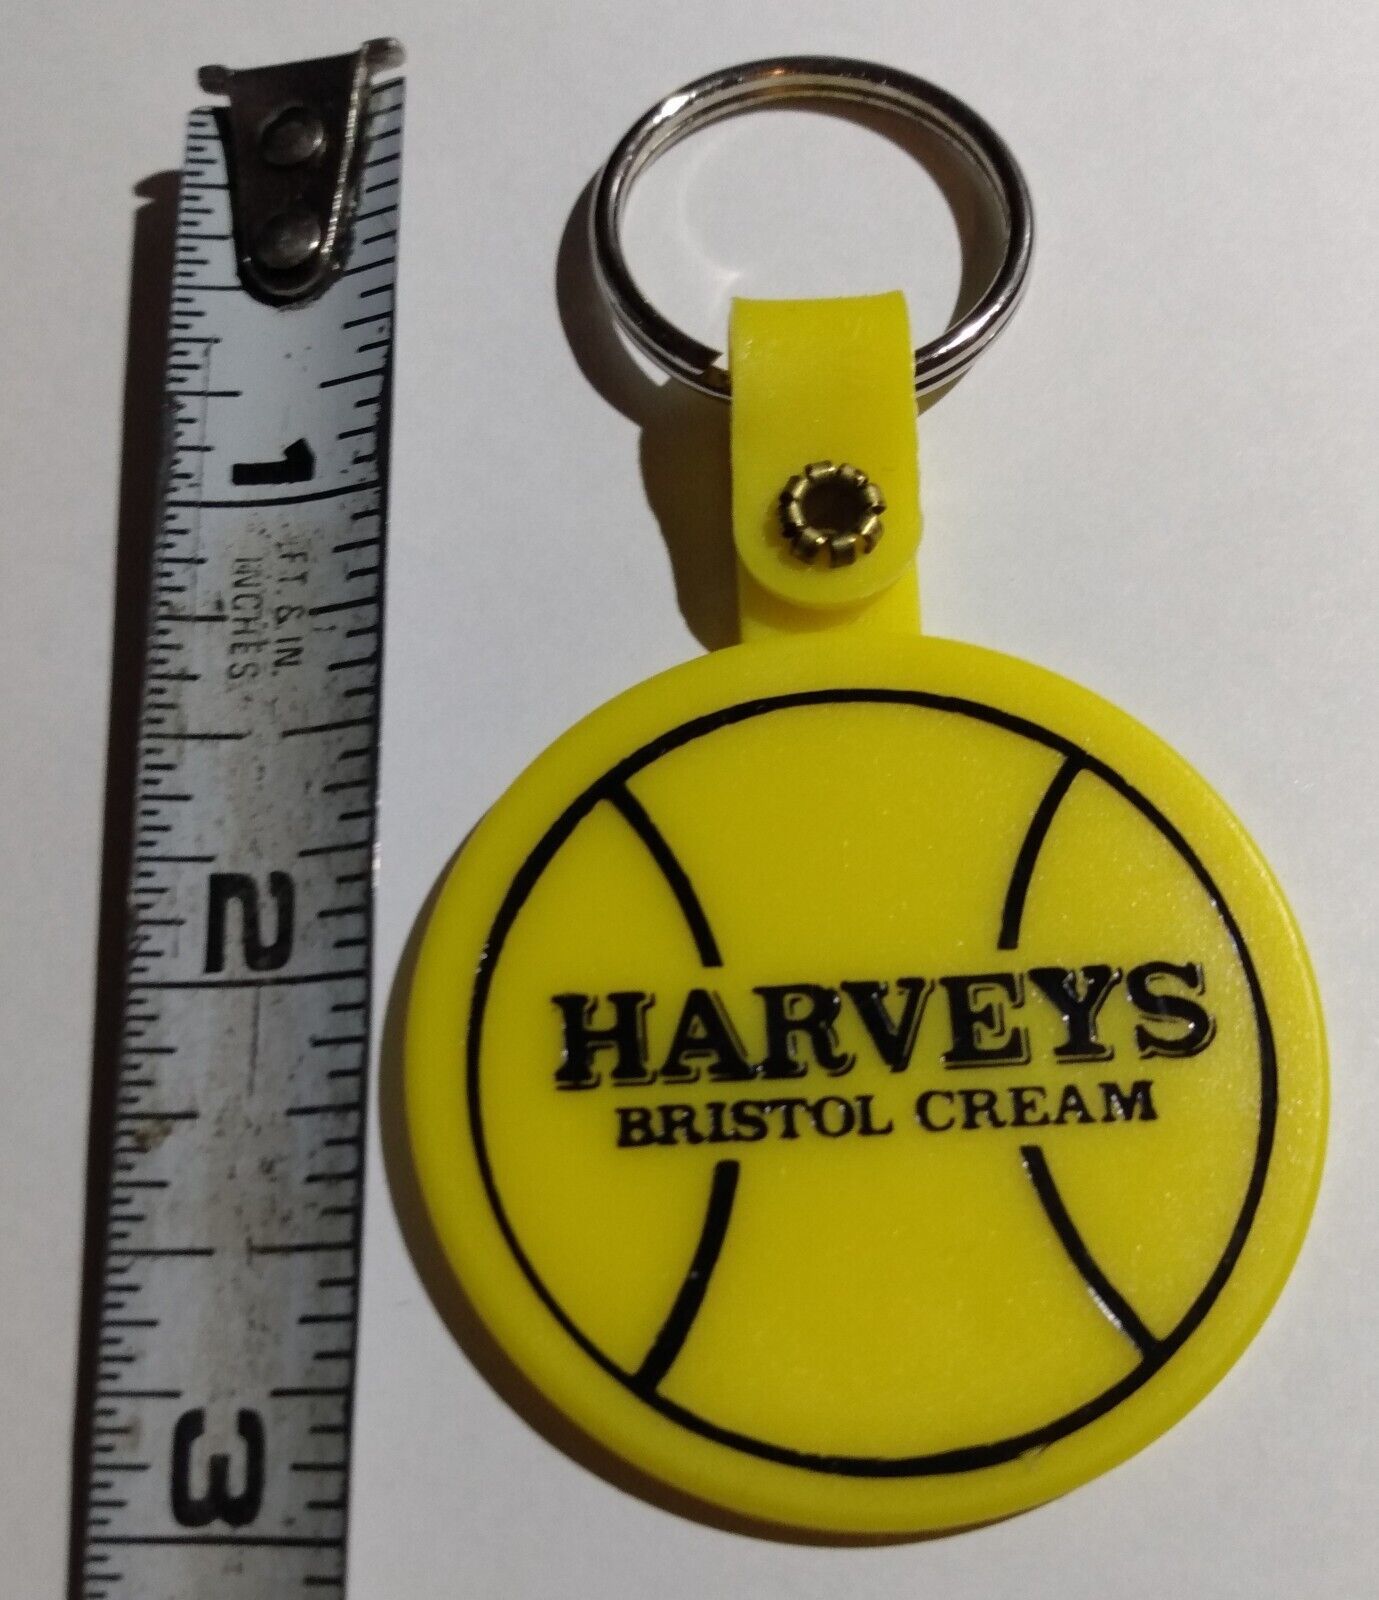 HARVEYS
BRISTOL CREAM
1
FT. & IN.
INCHES
2
3